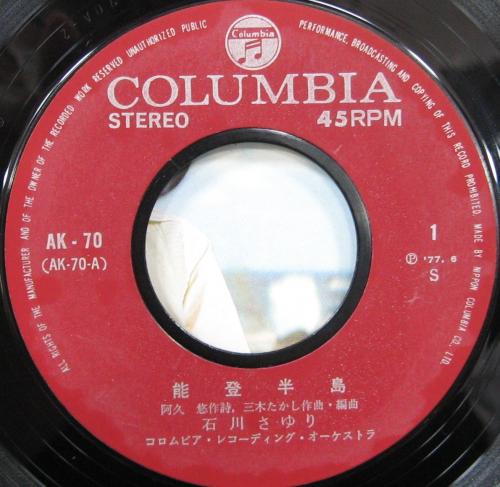 Columbia
COLUMBIA
STEREO 45RPM
AK-70
(AK-70-A)
1
Ⓟ '77.6
S
能登半島
阿久 悠作詩, 三木たかし作曲・編曲
石川さゆり
コロムビア・レコーディング・オーケストラ
ALL RIGHTS OF THE MANUFACTURER AND OF THE OWNER OF THE RECORDED WORK RESERVED UNAUTHORIZED PUBLIC PERFORMANCE, BROADCASTING AND COPYING OF THIS RECORD PROHIBITED. MADE BY NIPPON COLUMBIA CO., LTD.